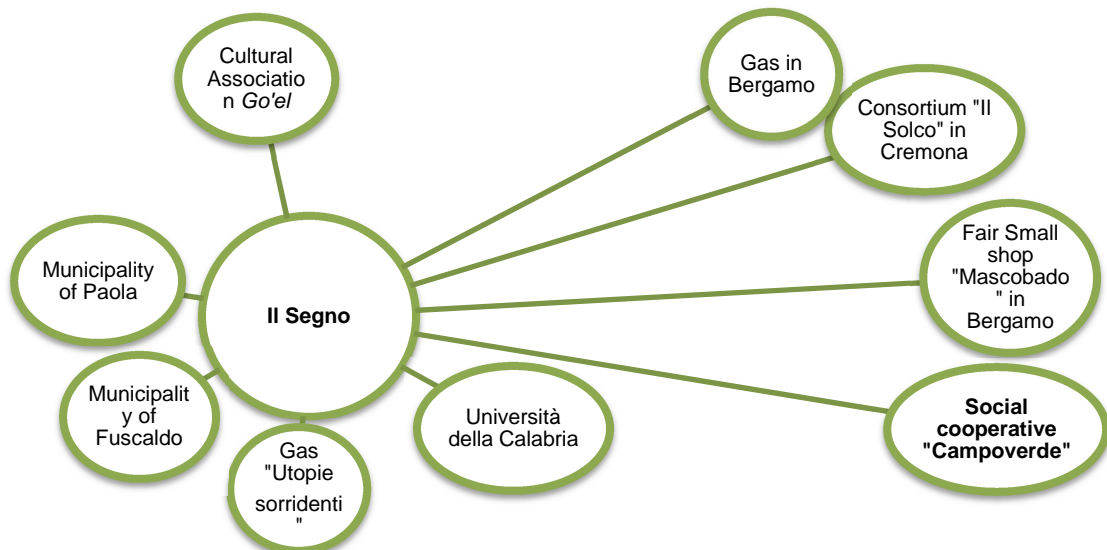 Cultural
Associatio
n Go'el
Gas in
Bergamo
Consortium "Il
Solco" in
Cremona
Municipality
of Paola
Il Segno
Fair Small
shop
"Mascobado
" in
Bergamo
Municipalit
y of
Fuscaldo
Gas
"Utopie
sorridenti
"
Università
della Calabria
Social
cooperative
"Campoverde"